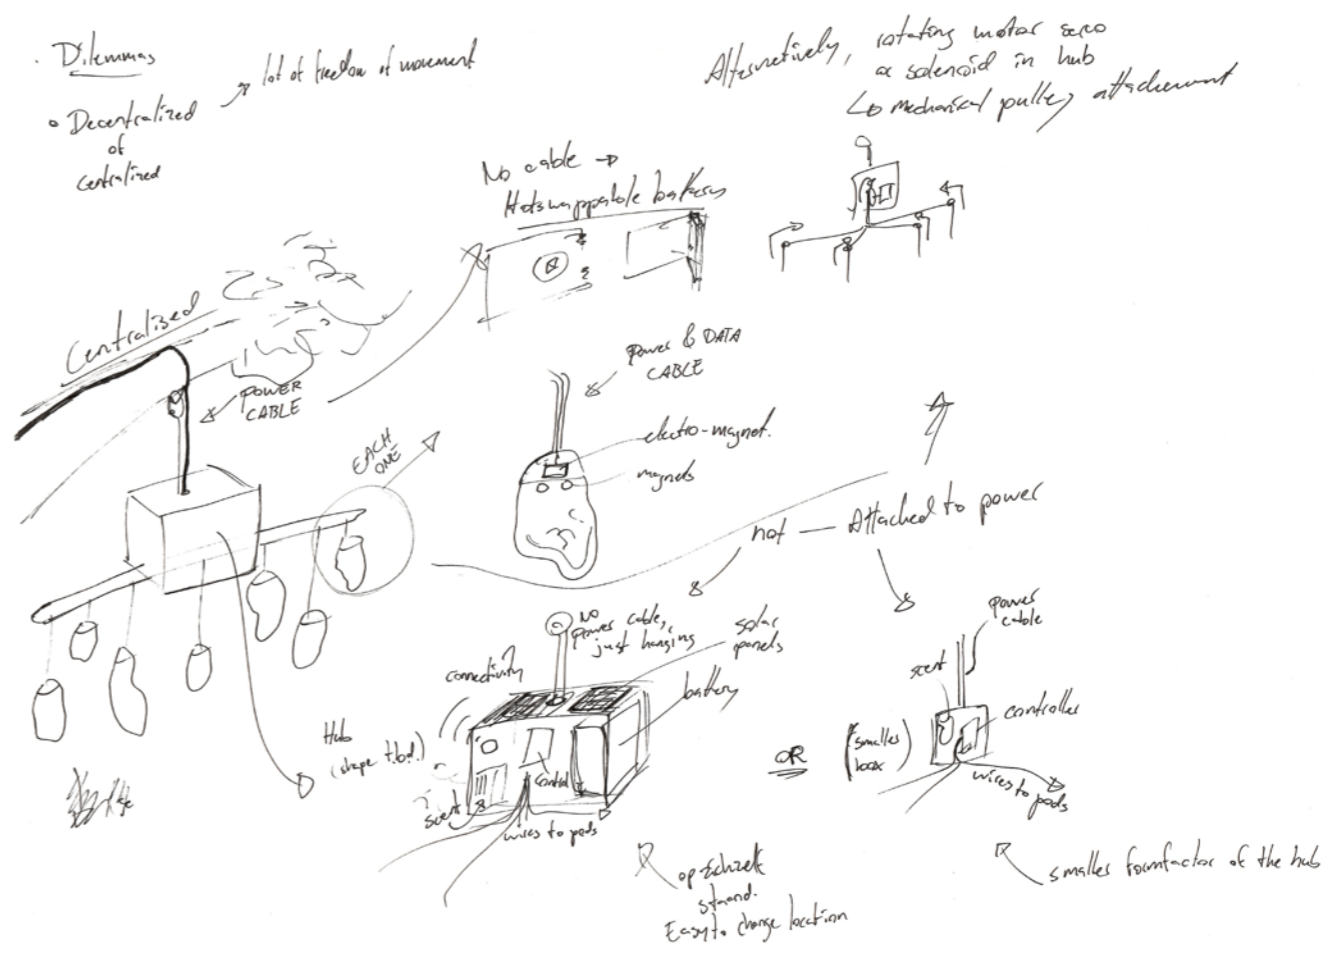 Dilemmas
Decentralized
of
centralized
lot of freedom of movement
Alternatively, rotating motor servo
or solenoid in hub
mechanical pulley attachment
No cable
Hotswappable battery
Centralized
POWER
CABLE
EACH
ONE
Power & DATA
CABLE
electro-magnet.
magnets
not — Attached to power
No
power cable,
just hanging
solar
panels
connectivity
battery
Hub
(shape t.b.d.)
control
scent
wires to pods
op zichzelf
staand.
Easy to change location
OR
(smaller
box)
power
cable
scent
controller
wires to pods
smaller formfactor of the hub